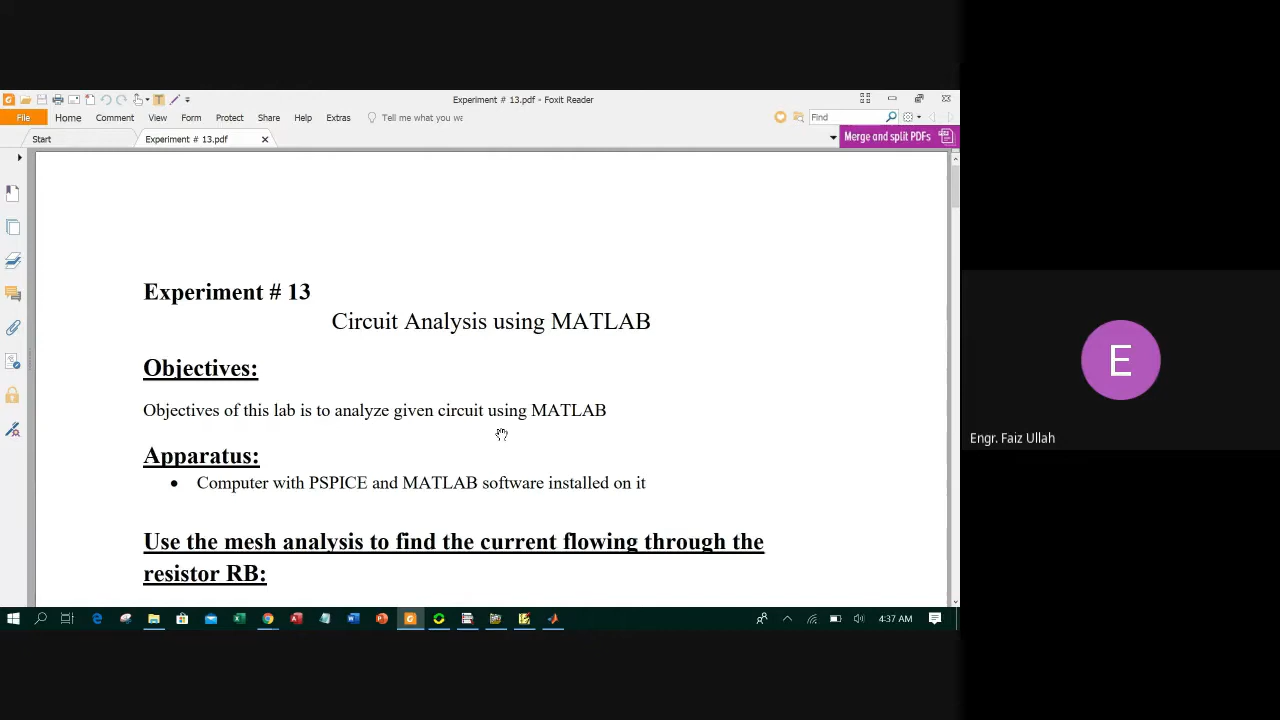 Experiment # 13.pdf - Foxit Reader
File Home Comment View Form Protect Share Help Extras Tell me what you we Find
Start Experiment # 13.pdf Merge and split PDFs
Experiment # 13
Circuit Analysis using MATLAB
Objectives:
Objectives of this lab is to analyze given circuit using MATLAB
Apparatus:
• Computer with PSPICE and MATLAB software installed on it
Use the mesh analysis to find the current flowing through the
resistor RB:
4:37 AM
E
Engr. Faiz Ullah